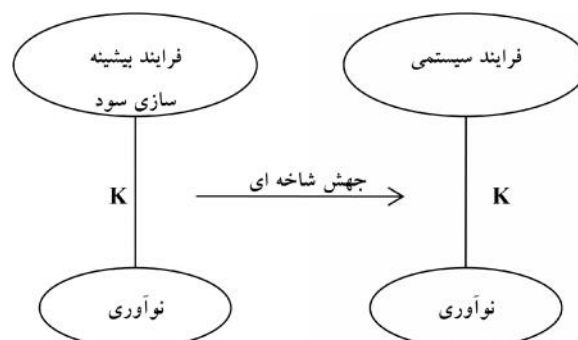 فرایند بیشینه
سازی سود
فرایند سیستمی
K
جهش شاخه ای
K
نوآوری
نوآوری